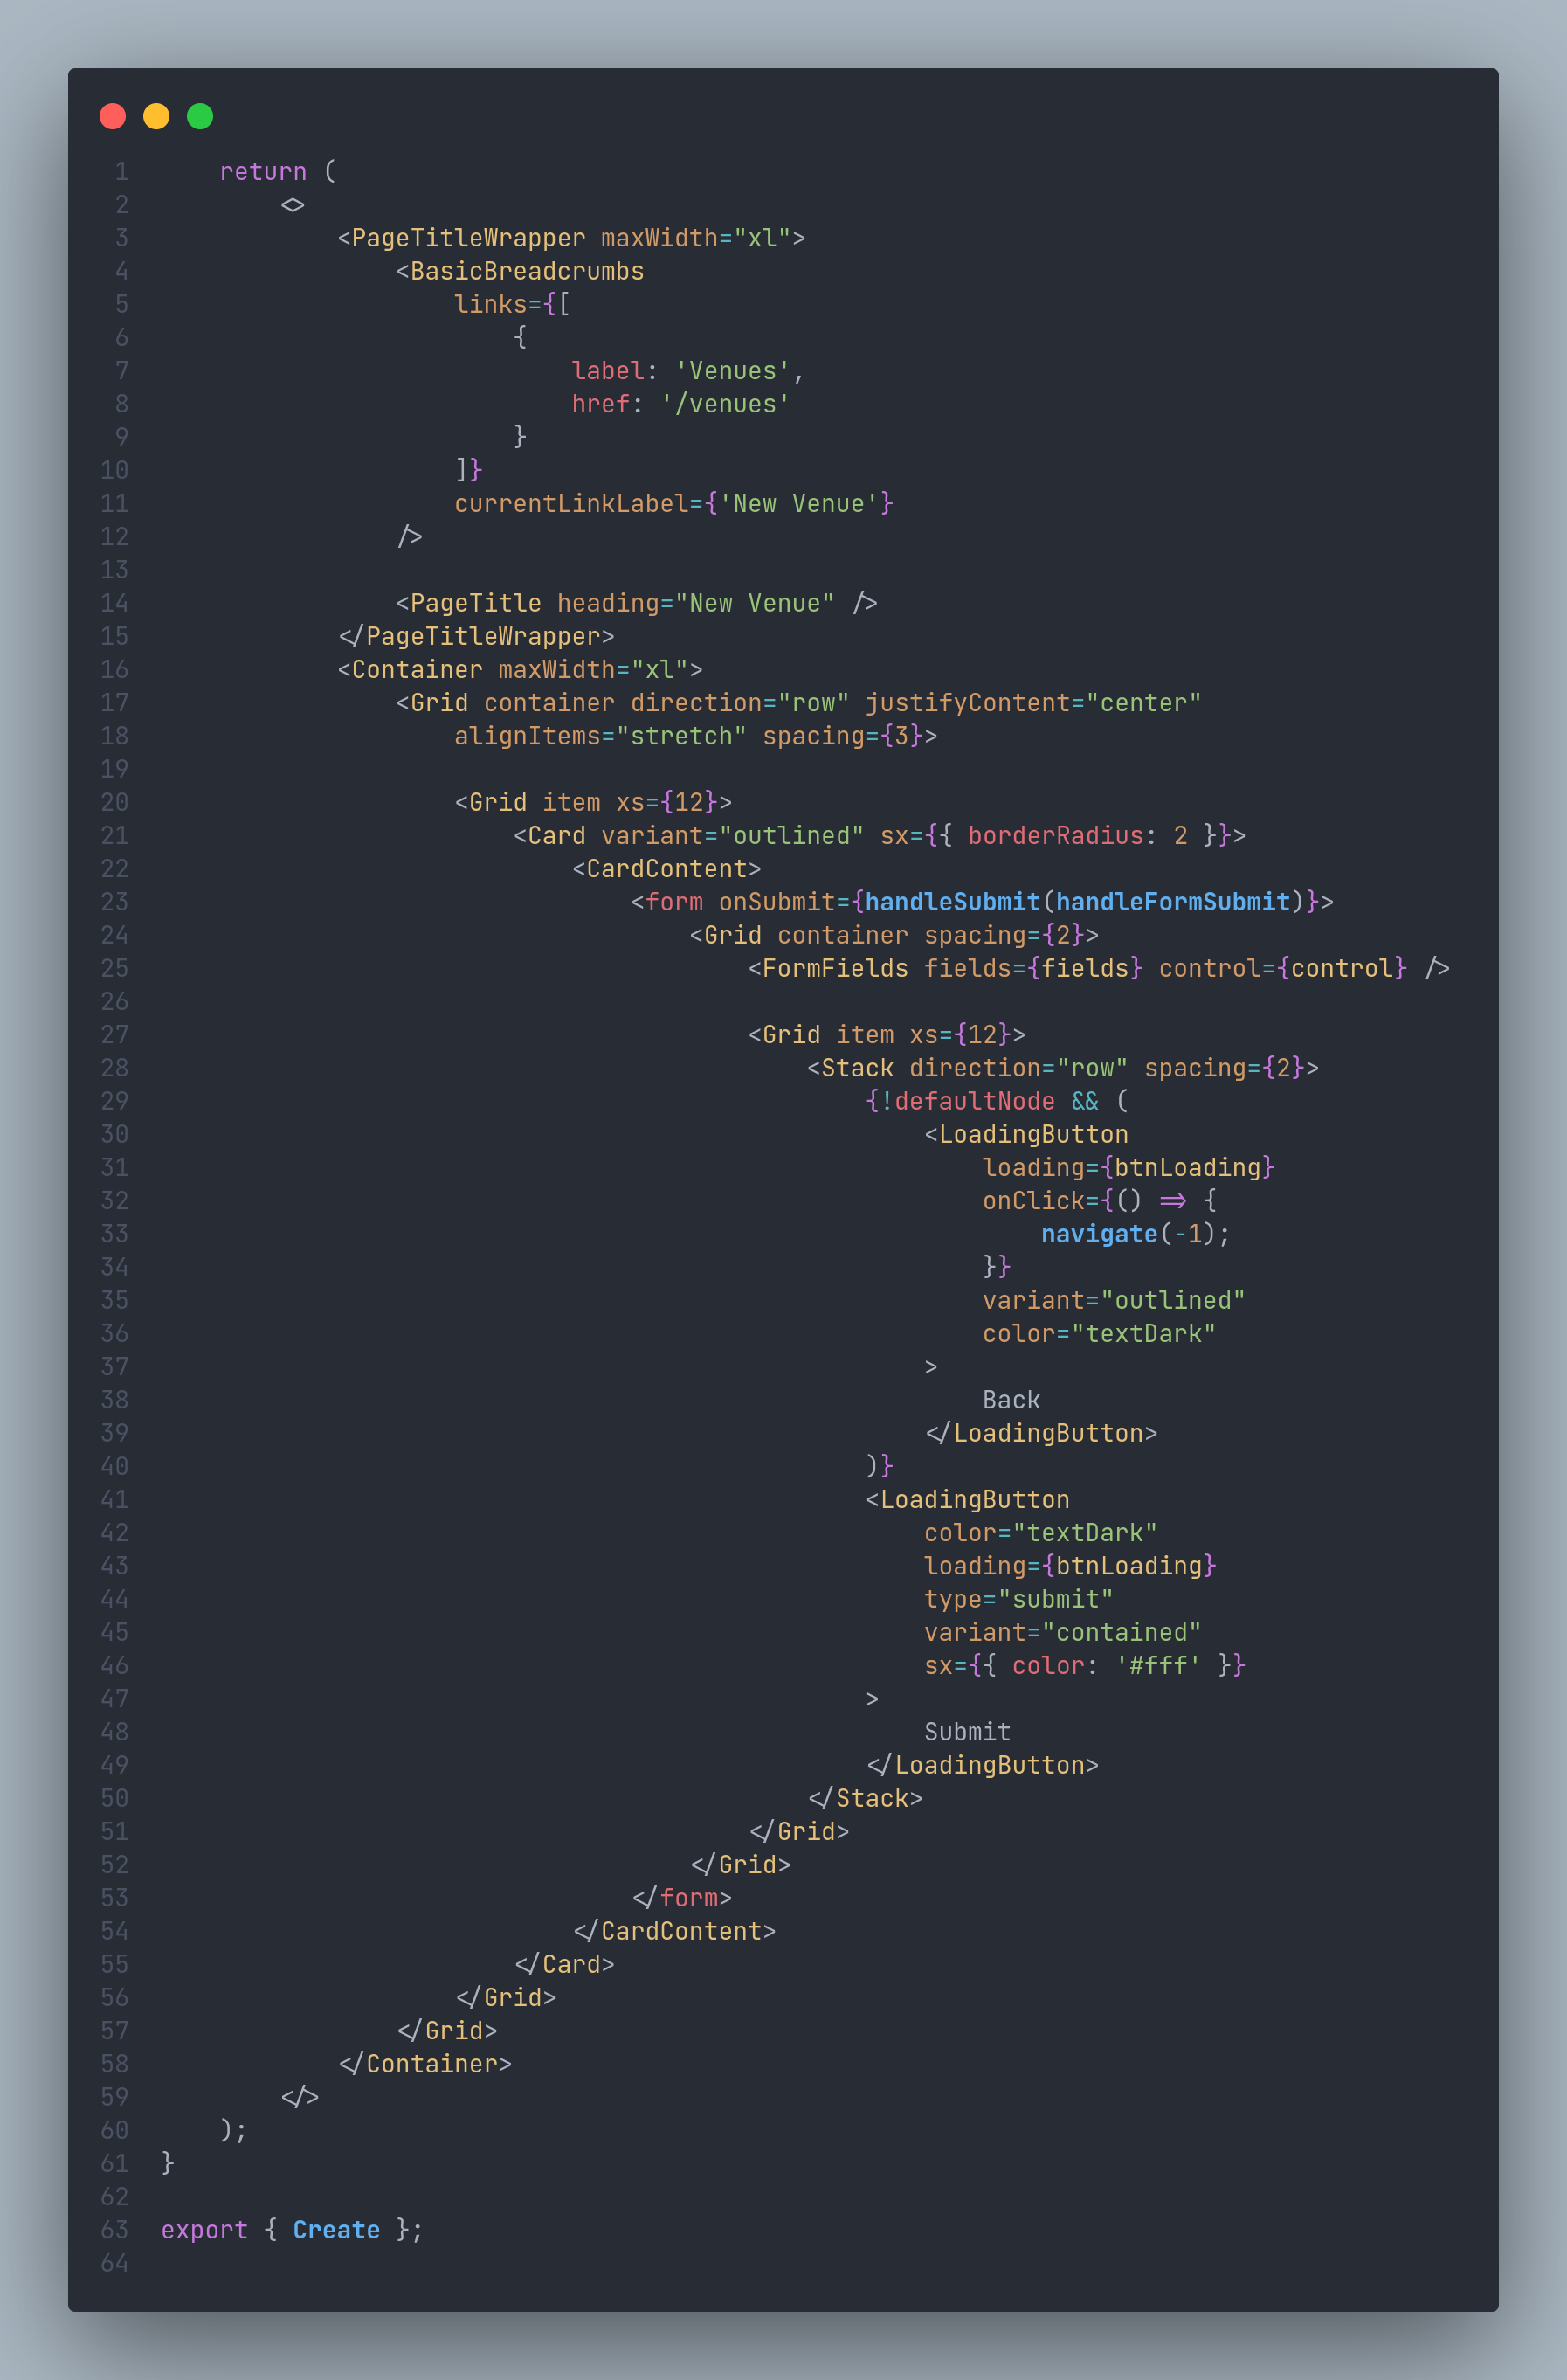 1    return (
2        <>
3            <PageTitleWrapper maxWidth="xl">
4                <BasicBreadcrumbs
5                    links={[
6                        {
7                            label: 'Venues',
8                            href: '/venues'
9                        }
10                    ]}
11                    currentLinkLabel={'New Venue'}
12                />
13
14                <PageTitle heading="New Venue" />
15            </PageTitleWrapper>
16            <Container maxWidth="xl">
17                <Grid container direction="row" justifyContent="center"
18                    alignItems="stretch" spacing={3}>
19
20                    <Grid item xs={12}>
21                        <Card variant="outlined" sx={{ borderRadius: 2 }}>
22                            <CardContent>
23                                <form onSubmit={handleSubmit(handleFormSubmit)}>
24                                    <Grid container spacing={2}>
25                                        <FormFields fields={fields} control={control} />
26
27                                        <Grid item xs={12}>
28                                            <Stack direction="row" spacing={2}>
29                                                {!defaultNode && (
30                                                    <LoadingButton
31                                                        loading={btnLoading}
32                                                        onClick={() => {
33                                                            navigate(-1);
34                                                        }}
35                                                        variant="outlined"
36                                                        color="textDark"
37                                                    >
38                                                        Back
39                                                    </LoadingButton>
40                                                )}
41                                                <LoadingButton
42                                                    color="textDark"
43                                                    loading={btnLoading}
44                                                    type="submit"
45                                                    variant="contained"
46                                                    sx={{ color: '#fff' }}
47                                                >
48                                                    Submit
49                                                </LoadingButton>
50                                            </Stack>
51                                        </Grid>
52                                    </Grid>
53                                </form>
54                            </CardContent>
55                        </Card>
56                    </Grid>
57                </Grid>
58            </Container>
59        </>
60    );
61 }
62
63 export { Create };
64